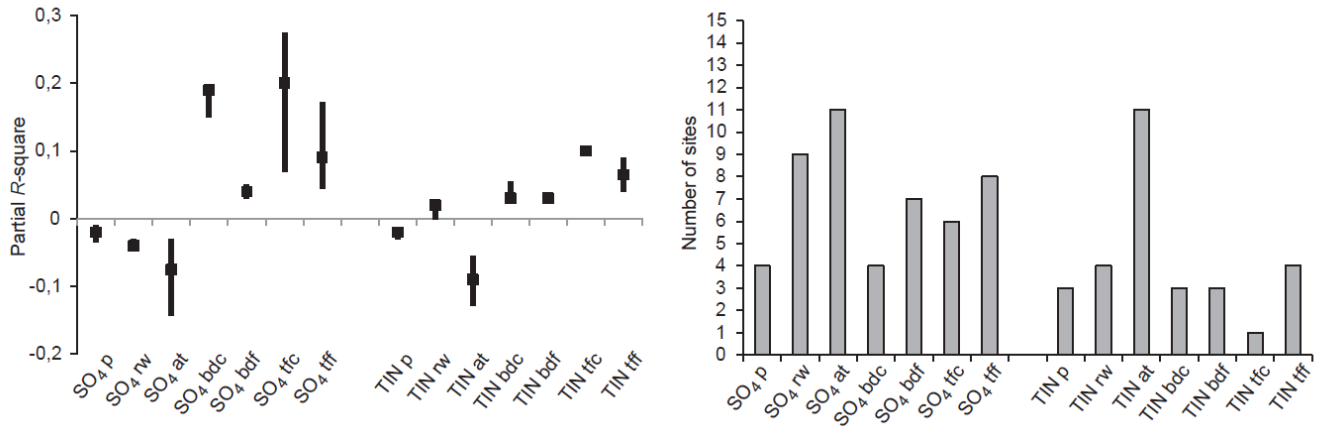 0,3
0,2
0,1
0
-0,1
-0,2
Partial R-square
SO₄ p
SO₄ rw
SO₄ at
SO₄ bdc
SO₄ bdf
SO₄ tfc
SO₄ tff
TIN p
TIN rw
TIN at
TIN bdc
TIN bdf
TIN tfc
TIN tff
15
14
13
12
11
10
9
8
7
6
5
4
3
2
1
0
Number of sites
SO₄ p
SO₄ rw
SO₄ at
SO₄ bdc
SO₄ bdf
SO₄ tfc
SO₄ tff
TIN p
TIN rw
TIN at
TIN bdc
TIN bdf
TIN tfc
TIN tff